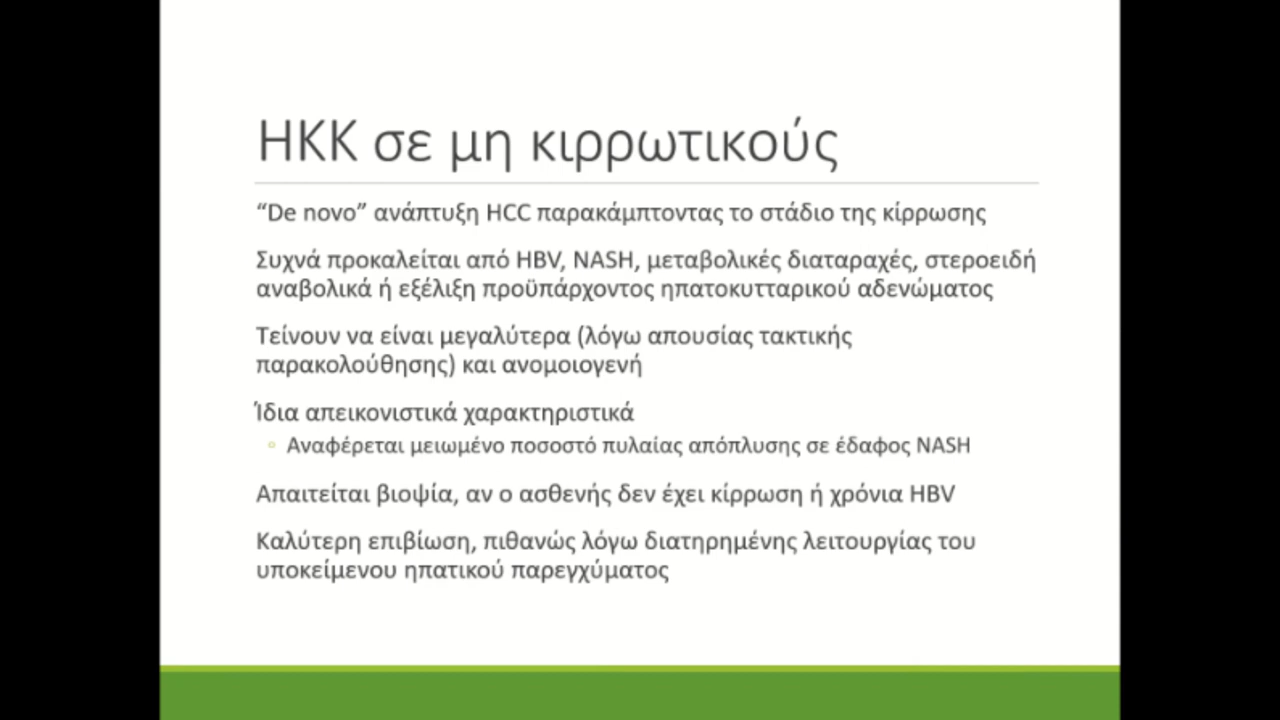 ΗΚΚ σε μη κιρρωτικούς
“De novo” ανάπτυξη HCC παρακάμπτοντας το στάδιο της κίρρωσης
Συχνά προκαλείται από HBV, NASH, μεταβολικές διαταραχές, στεροειδή
αναβολικά ή εξέλιξη προϋπάρχοντος ηπατοκυτταρικού αδενώματος
Τείνουν να είναι μεγαλύτερα (λόγω απουσίας τακτικής
παρακολούθησης) και ανομοιογενή
Ίδια απεικονιστικά χαρακτηριστικά
◦ Αναφέρεται μειωμένο ποσοστό πυλαίας απόπλυσης σε έδαφος NASH
Απαιτείται βιοψία, αν ο ασθενής δεν έχει κίρρωση ή χρόνια HBV
Καλύτερη επιβίωση, πιθανώς λόγω διατηρημένης λειτουργίας του
υποκείμενου ηπατικού παρεγχύματος